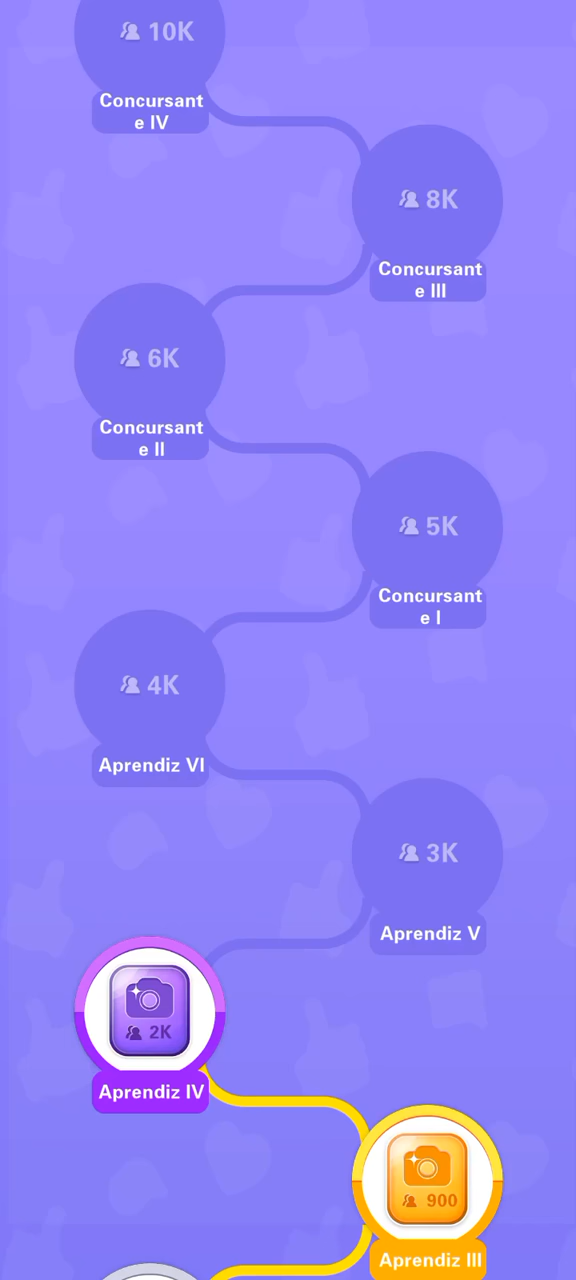 10K
Concursant
e IV
8K
Concursant
e III
6K
Concursant
e II
5K
Concursant
e I
4K
Aprendiz VI
3K
Aprendiz V
2K
Aprendiz IV
900
Aprendiz III